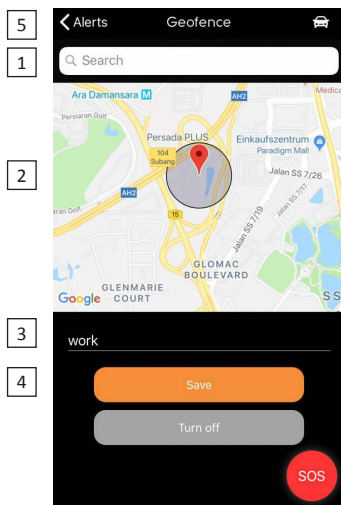 5
Alerts Geofence
1
Search
Ara Damansara M
AH2
Medica
Persiaran Golf
Persada PLUS
Einkaufszentrum
Paradigm Mall
104
Subang
2
Jalan SS 7/26
AH2
15
Jalan SS 7/19
jalan SS 7/17
GLOMAC
BOULEVARD
GLENMARIE
COURT
S S
Google
3
work
4
Save
Turn off
SOS